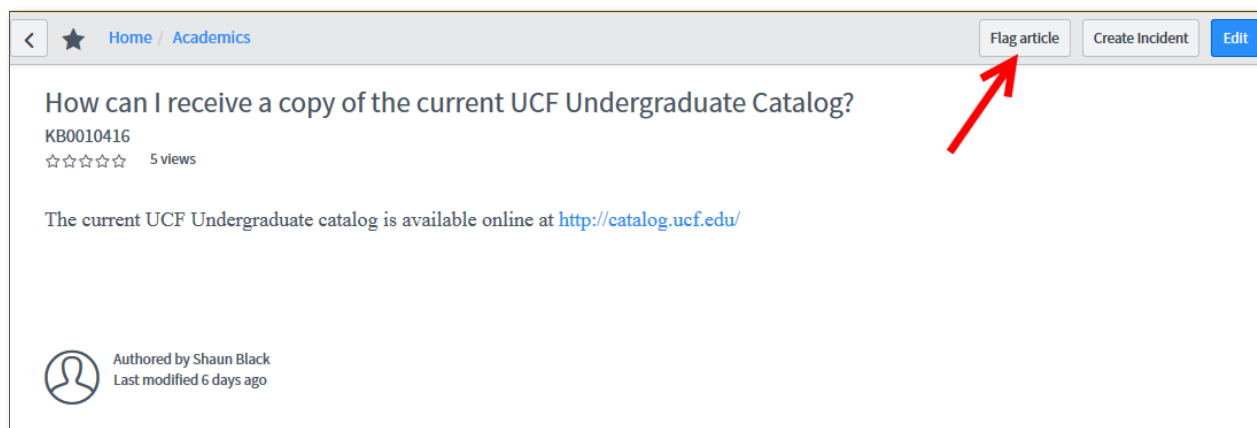 Home / Academics
Flag article
Create Incident
Edit
How can I receive a copy of the current UCF Undergraduate Catalog?
KB0010416
5 views
The current UCF Undergraduate catalog is available online at http://catalog.ucf.edu/
Authored by Shaun Black
Last modified 6 days ago